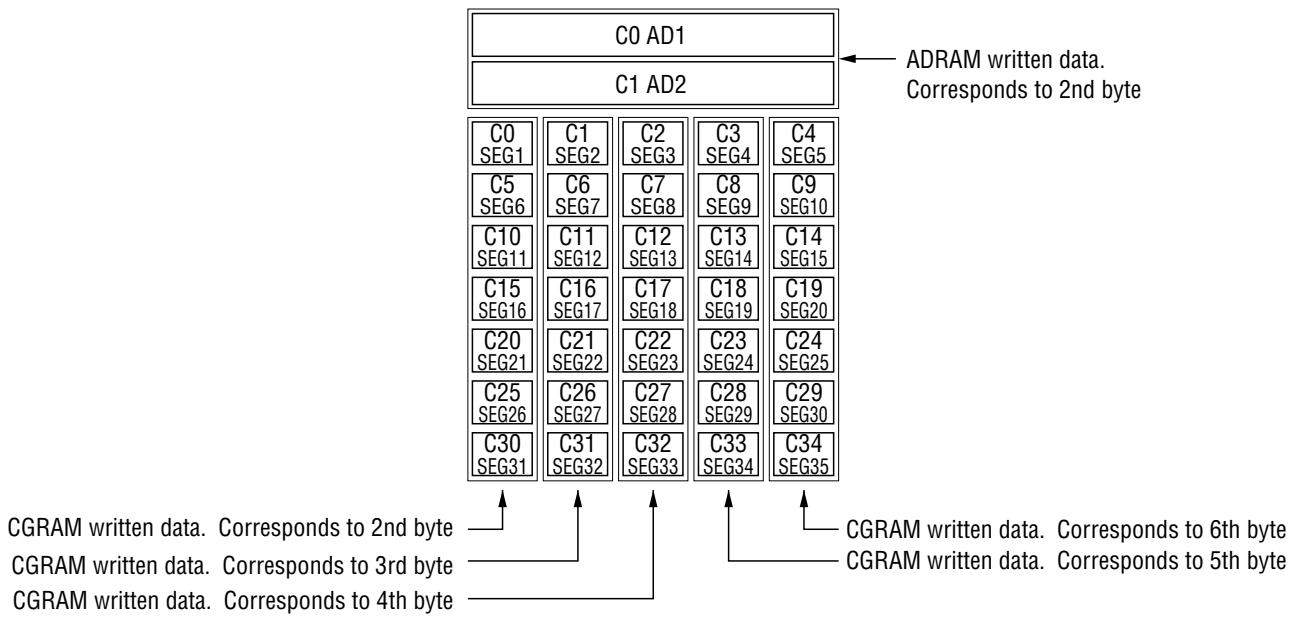 C0 AD1
C1 AD2
ADRAM written data.
Corresponds to 2nd byte
C0 C1 C2 C3 C4
SEG1 SEG2 SEG3 SEG4 SEG5
C5 C6 C7 C8 C9
SEG6 SEG7 SEG8 SEG9 SEG10
C10 C11 C12 C13 C14
SEG11 SEG12 SEG13 SEG14 SEG15
C15 C16 C17 C18 C19
SEG16 SEG17 SEG18 SEG19 SEG20
C20 C21 C22 C23 C24
SEG21 SEG22 SEG23 SEG24 SEG25
C25 C26 C27 C28 C29
SEG26 SEG27 SEG28 SEG29 SEG30
C30 C31 C32 C33 C34
SEG31 SEG32 SEG33 SEG34 SEG35
CGRAM written data. Corresponds to 2nd byte
CGRAM written data. Corresponds to 3rd byte
CGRAM written data. Corresponds to 4th byte
CGRAM written data. Corresponds to 6th byte
CGRAM written data. Corresponds to 5th byte